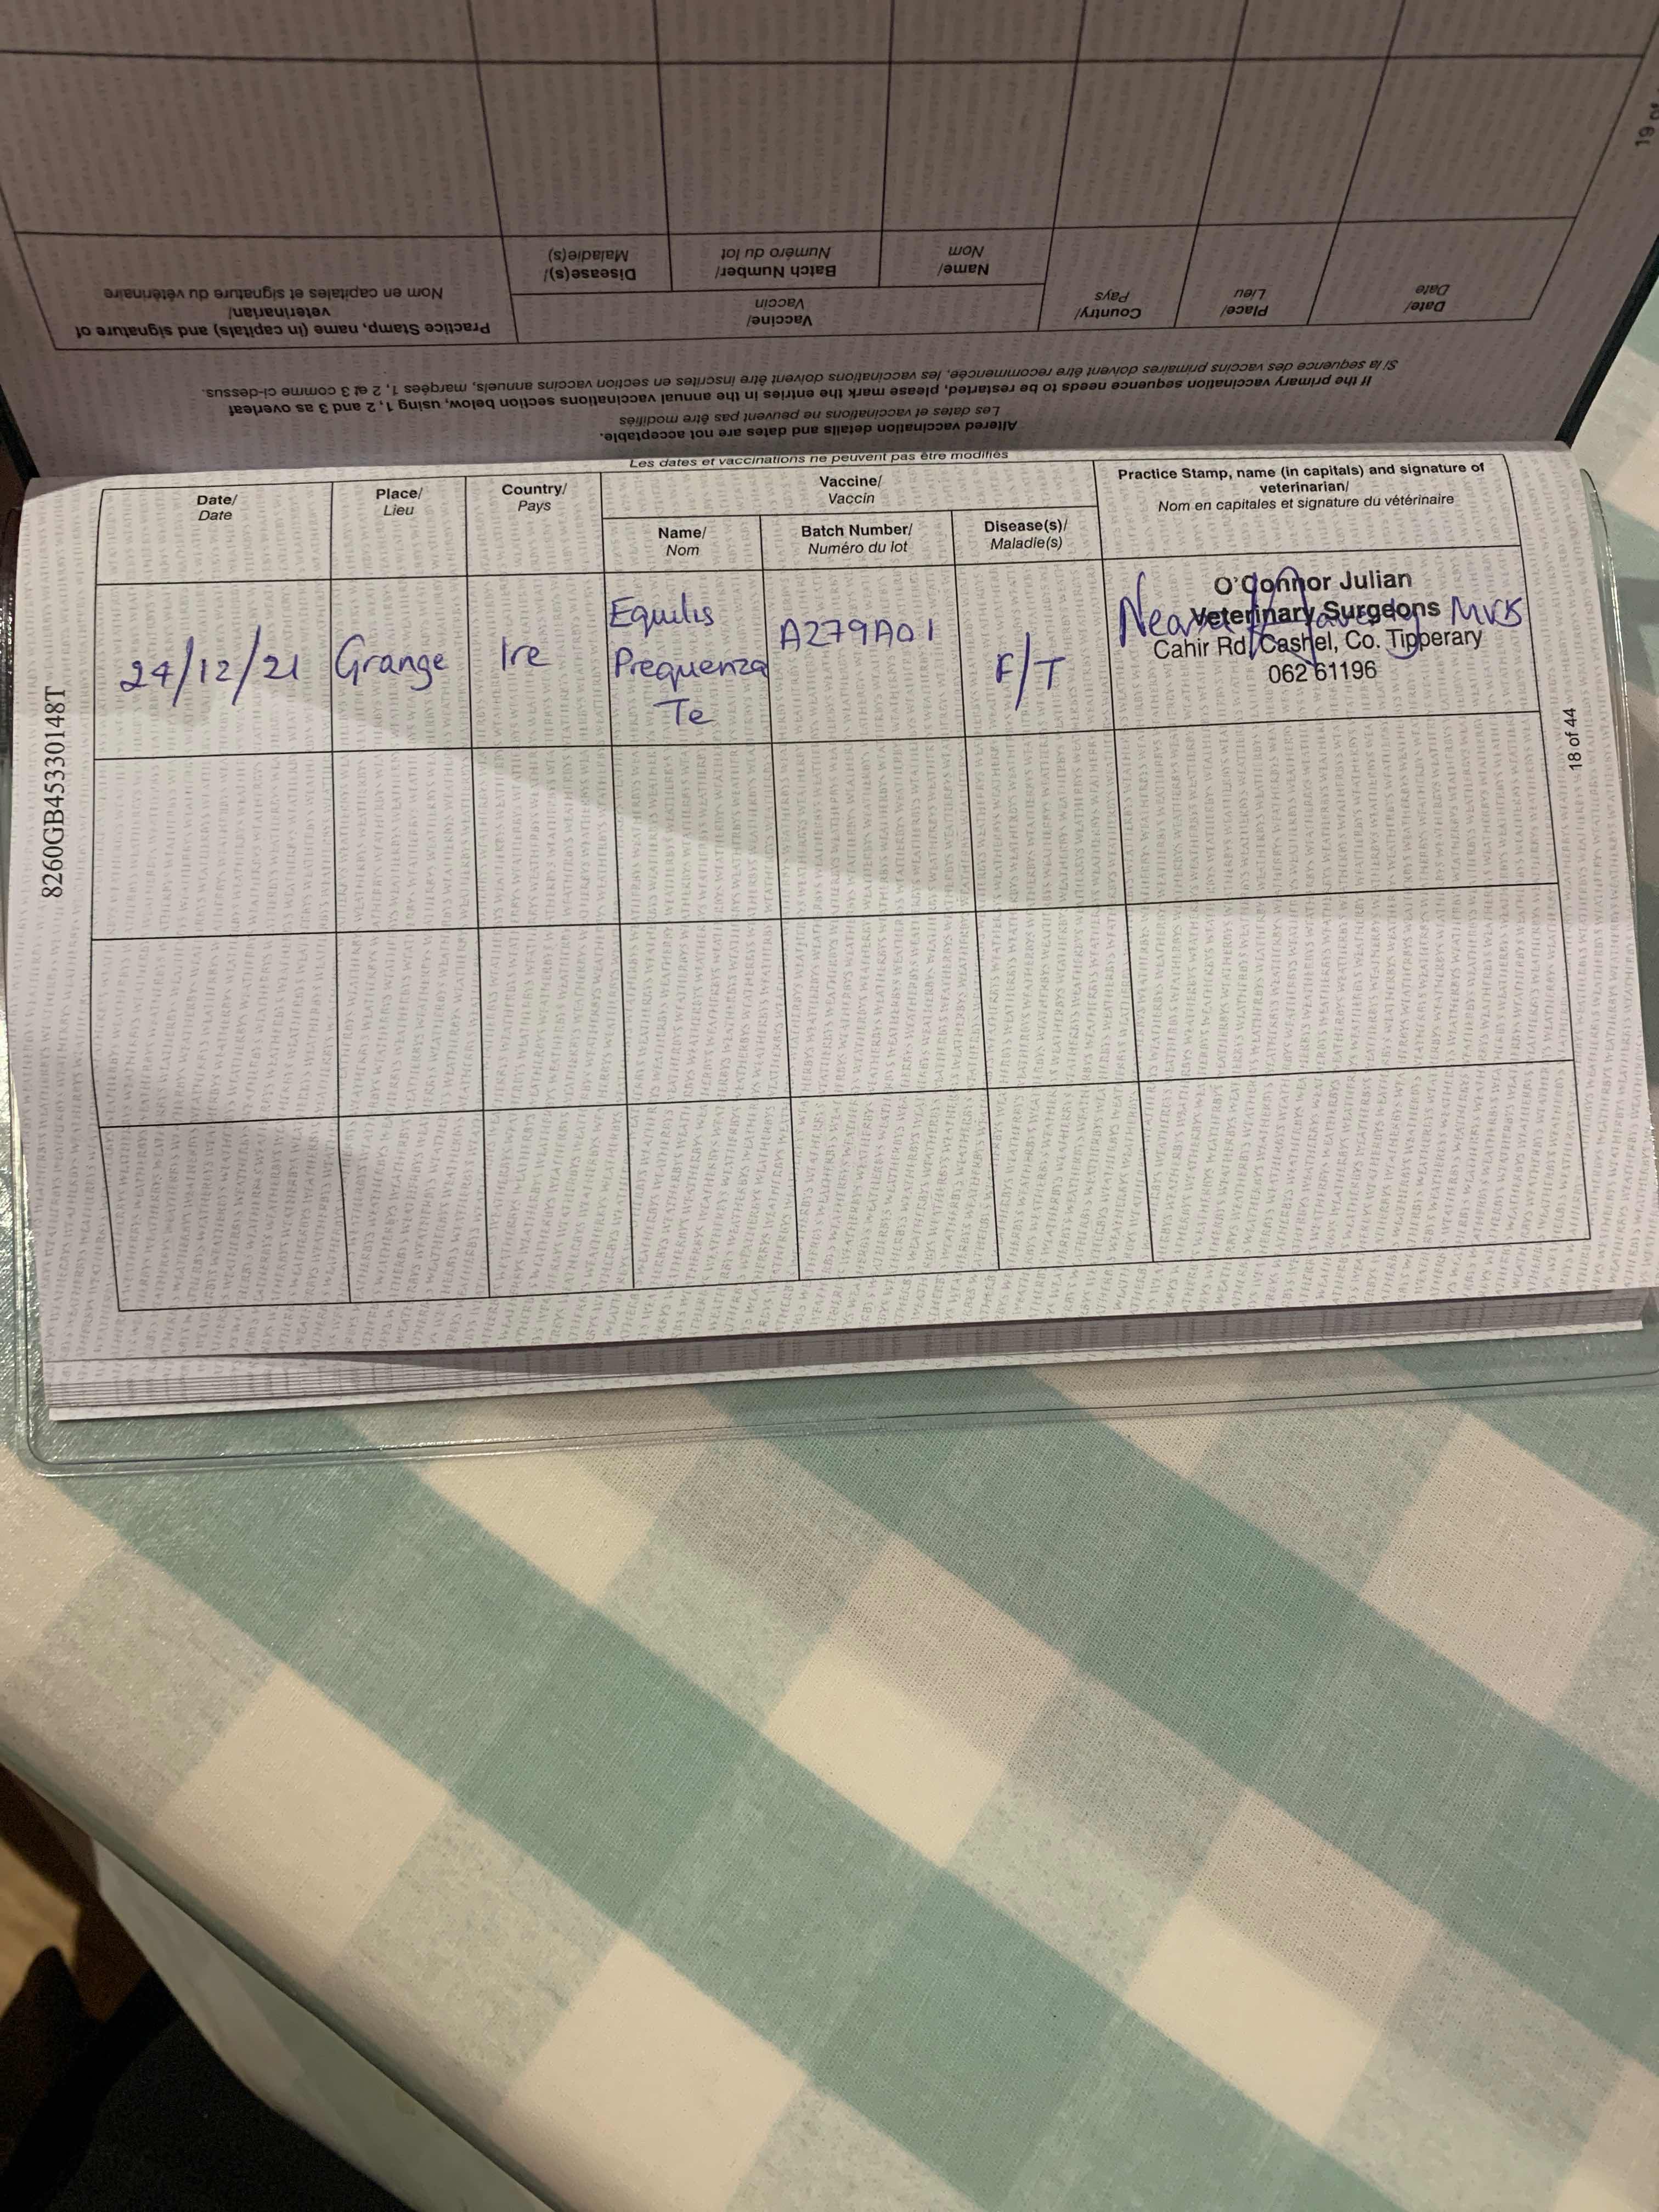 19 of
Practice Stamp, name (in capitals) and signature of
veterinarian/
Nom en capitales et signature du vétérinaire
Vaccine/
Vaccin
Disease(s)/
Maladie(s)
Batch Number/
Numéro du lot
Name/
Nom
Country/
Pays
Place/
Lieu
Date/
Date
Altered vaccination details and dates are not acceptable.
Les dates et vaccinations ne peuvent pas être modifiés
If the primary vaccination sequence needs to be restarted, please mark the entries in the annual vaccinations section below, using 1, 2 and 3 as overleaf
Si la séquence des vaccins primaires doivent être recommencée, les vaccinations doivent être inscrites en section vaccins annuels, marqées 1, 2 et 3 comme ci-dessus.
Les dates et vaccinations ne peuvent pas être modifiés
Date/
Date
Place/
Lieu
Country/
Pays
Vaccine/
Vaccin
Name/
Nom
Batch Number/
Numéro du lot
Disease(s)/
Maladie(s)
Practice Stamp, name (in capitals) and signature of
veterinarian/
Nom en capitales et signature du vétérinaire
24/12/21
Grange
Ire
Equilis
Prequenza
Te
A279A01
F/T
O'Connor Julian
Veterinary Surgeons
MVB
Cahir Rd, Cashel, Co. Tipperary
062 61196
8260GB45330148T
18 of 44